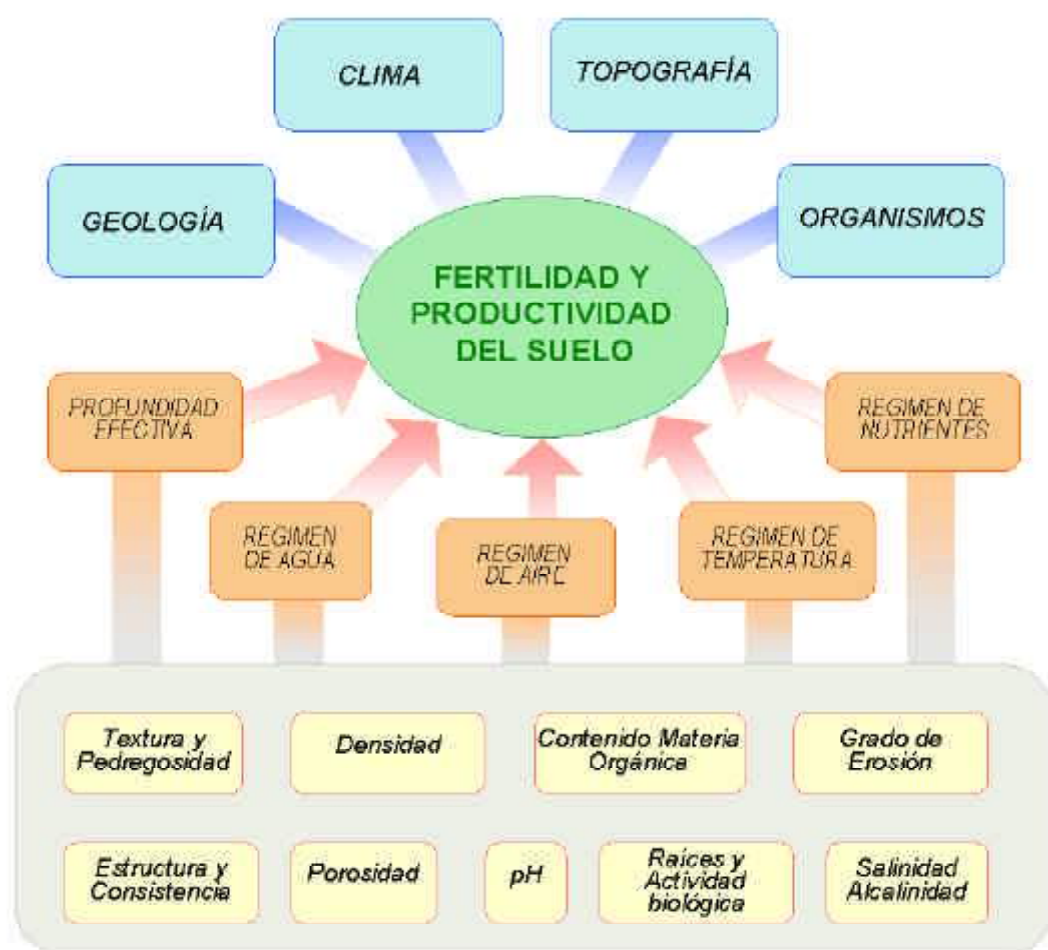 CLIMA
TOPOGRAFÍA
GEOLOGÍA
ORGANISMOS
FERTILIDAD Y
PRODUCTIVIDAD
DEL SUELO
PROFUNDIDAD
EFECTIVA
REGIMEN DE
NUTRIENTES
REGIMEN
DE AGUA
REGIMEN
DE AIRE
REGIMEN DE
TEMPERATURA
Textura y
Pedregosidad
Densidad
Contenido Materia
Orgánica
Grado de
Erosión
Estructura y
Consistencia
Porosidad
pH
Raíces y
Actividad
biológica
Salinidad
Alcalinidad